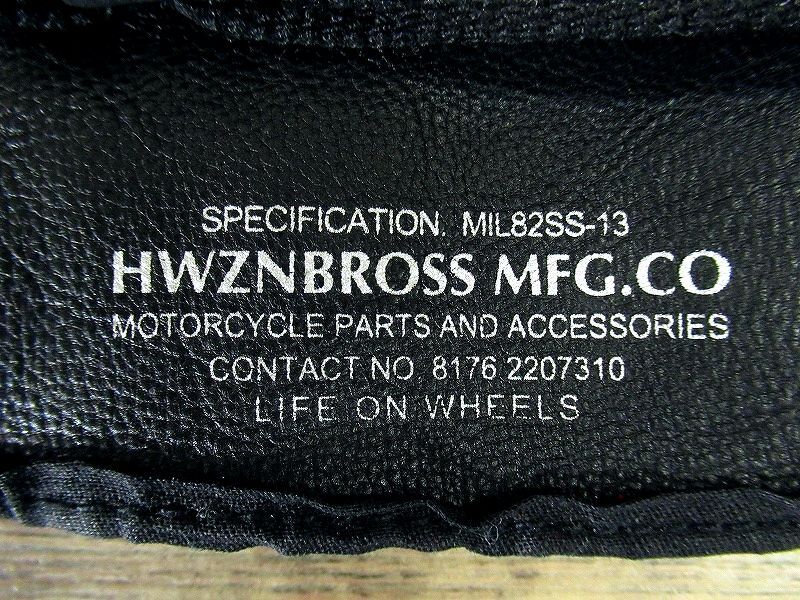 SPECIFICATION. MIL82SS-13
HWZNBROSS MFG.CO
MOTORCYCLE PARTS AND ACCESSORIES
CONTACT NO 8176 2207310
LIFE ON WHEELS